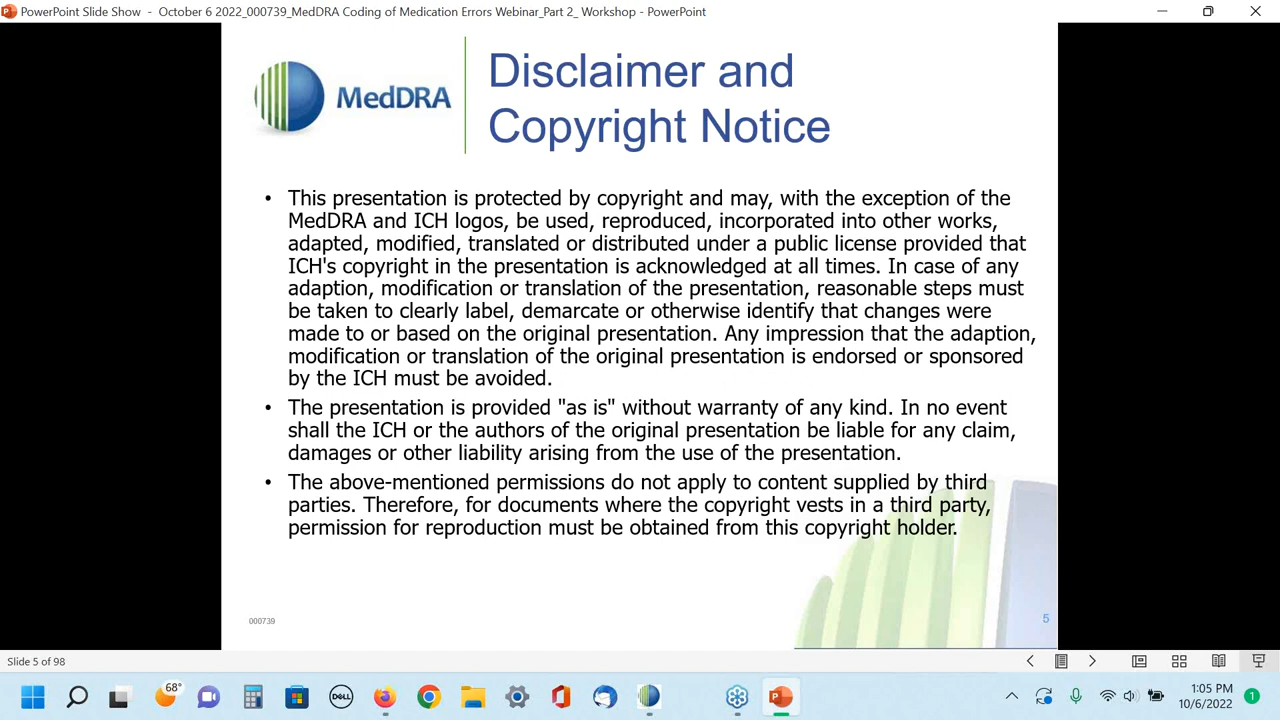 PowerPoint Slide Show - October 6 2022_000739_MedDRA Coding of Medication Errors Webinar_Part 2_ Workshop - PowerPoint
MedDRA
Disclaimer and
Copyright Notice
• This presentation is protected by copyright and may, with the exception of the
MedDRA and ICH logos, be used, reproduced, incorporated into other works,
adapted, modified, translated or distributed under a public license provided that
ICH's copyright in the presentation is acknowledged at all times. In case of any
adaption, modification or translation of the presentation, reasonable steps must
be taken to clearly label, demarcate or otherwise identify that changes were
made to or based on the original presentation. Any impression that the adaption,
modification or translation of the original presentation is endorsed or sponsored
by the ICH must be avoided.
• The presentation is provided "as is" without warranty of any kind. In no event
shall the ICH or the authors of the original presentation be liable for any claim,
damages or other liability arising from the use of the presentation.
• The above-mentioned permissions do not apply to content supplied by third
parties. Therefore, for documents where the copyright vests in a third party,
permission for reproduction must be obtained from this copyright holder.
000739
5
Slide 5 of 98
68°
DELL
1:05 PM
10/6/2022
1